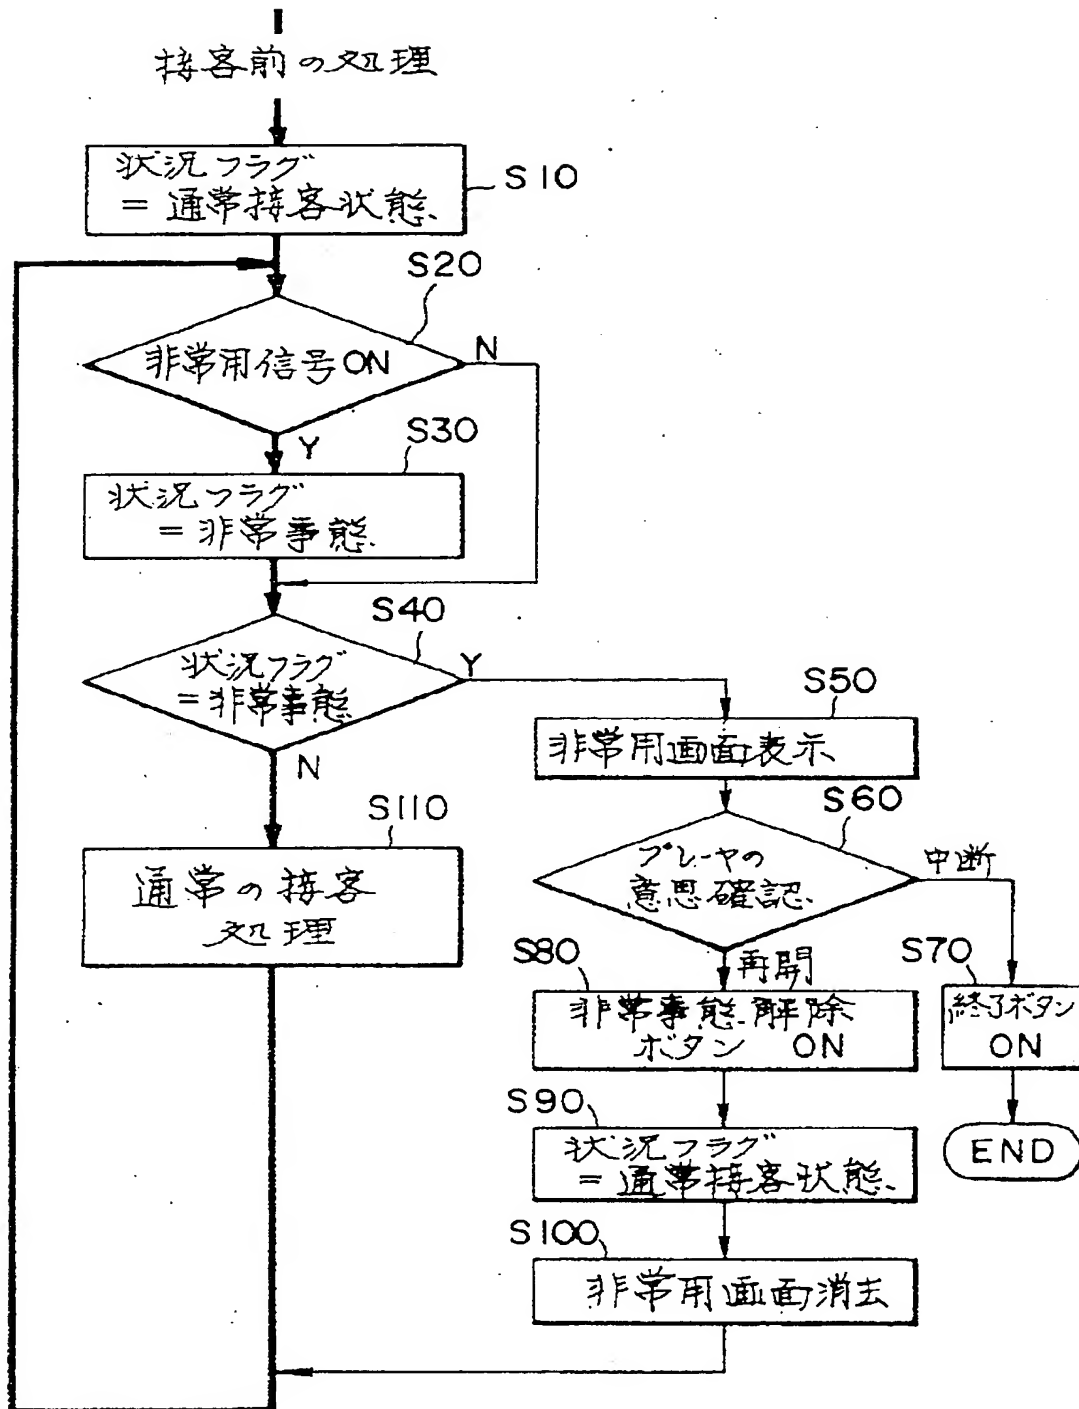 接客前の処理
状況フラグ
=通常接客状態
S10
S20
非常用信号ON
N
Y
S30
状況フラグ
=非常事態
S40
状況フラグ
=非常事態
Y
N
S50
非常用画面表示
S60
プレーヤの
意思確認
中断
再開
S110
通常の接客
処理
S80
非常事態解除
ボタン ON
S70
終了ボタン
ON
END
S90
状況フラグ
=通常接客状態
S100
非常用画面消去